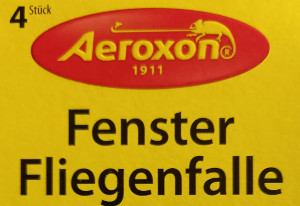 4 Stück
Aeroxon®
1911
Fenster
Fliegenfalle